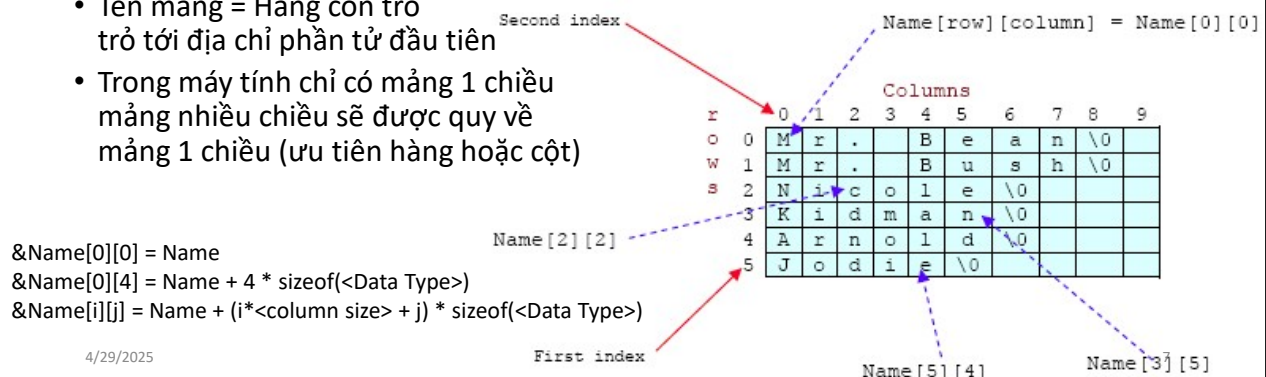 • Tên mảng = Hằng con trỏ
trỏ tới địa chỉ phần tử đầu tiên
• Trong máy tính chỉ có mảng 1 chiều
mảng nhiều chiều sẽ được quy về
mảng 1 chiều (ưu tiên hàng hoặc cột)
&Name[0][0] = Name
&Name[0][4] = Name + 4 * sizeof(<Data Type>)
&Name[i][j] = Name + (i*<column size> + j) * sizeof(<Data Type>)
4/29/2025
Second index
Name[row][column] = Name[0][0]
Columns
rows
0 1 2 3 4 5 6 7 8 9
0 M r . B e a n \0
1 M r . B u s h \0
2 N i c o l e \0
3 K i d m a n \0
4 A r n o l d \0
5 J o d i e \0
Name[2][2]
First index
Name[5][4]
Name[3][5]
7